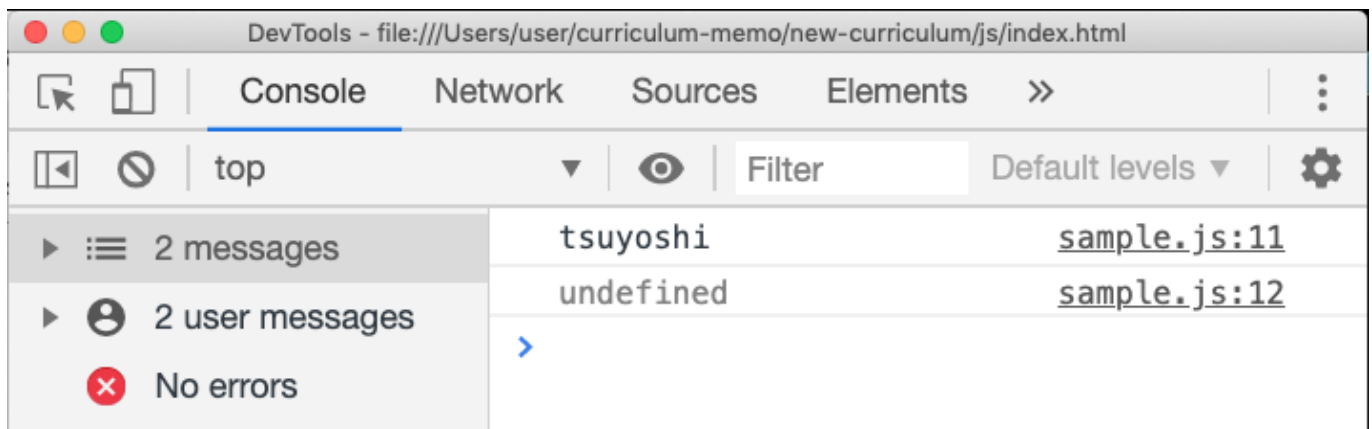 DevTools - file:///Users/user/curriculum-memo/new-curriculum/js/index.html
Console Network Sources Elements »
top ▼ Filter Default levels ▼
2 messages
tsuyoshi sample.js:11
undefined sample.js:12
2 user messages
No errors